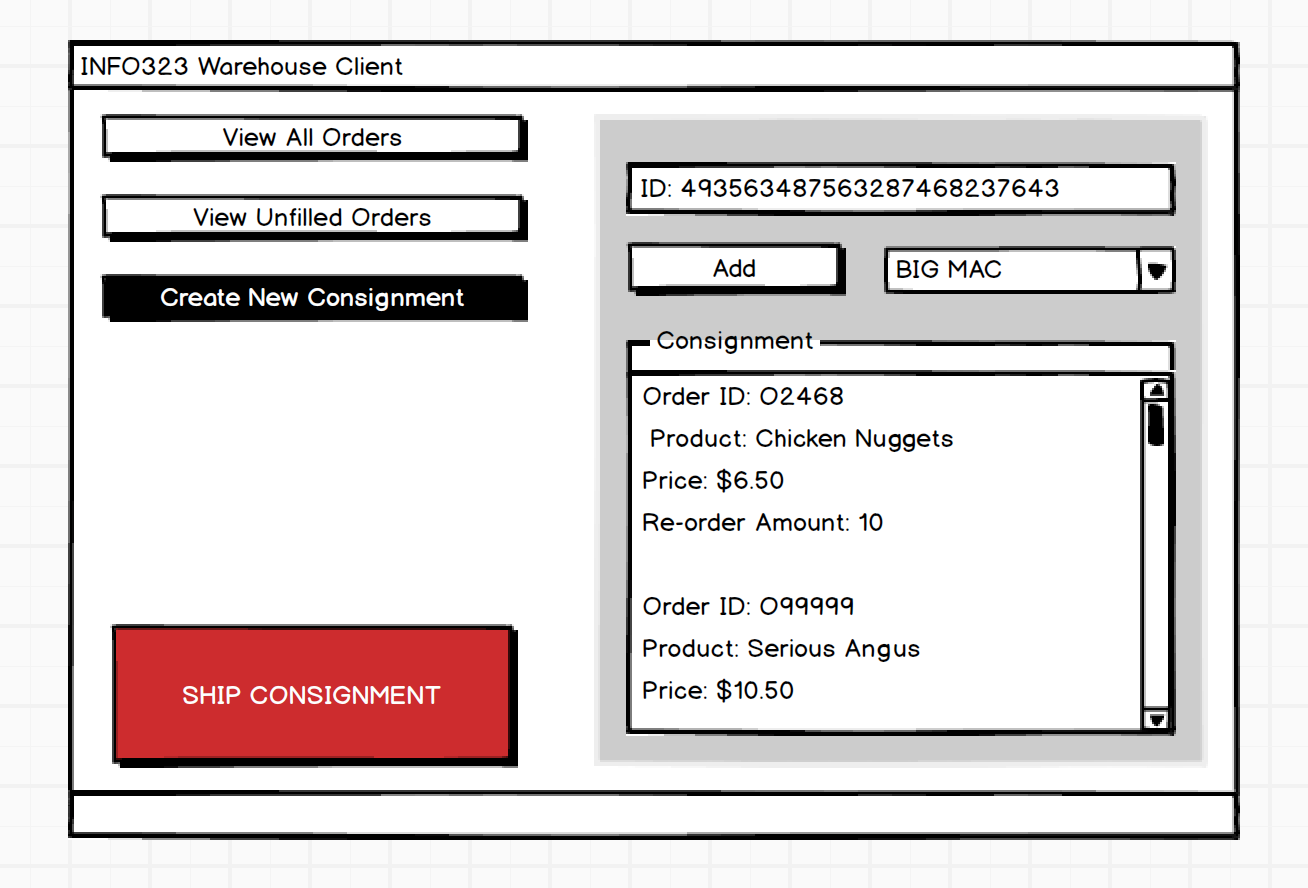 INFO323 Warehouse Client
View All Orders
View Unfilled Orders
Create New Consignment
SHIP CONSIGNMENT
ID: 493563487563287468237643
Add
BIG MAC
Consignment
Order ID: O2468
Product: Chicken Nuggets
Price: $6.50
Re-order Amount: 10
Order ID: O99999
Product: Serious Angus
Price: $10.50